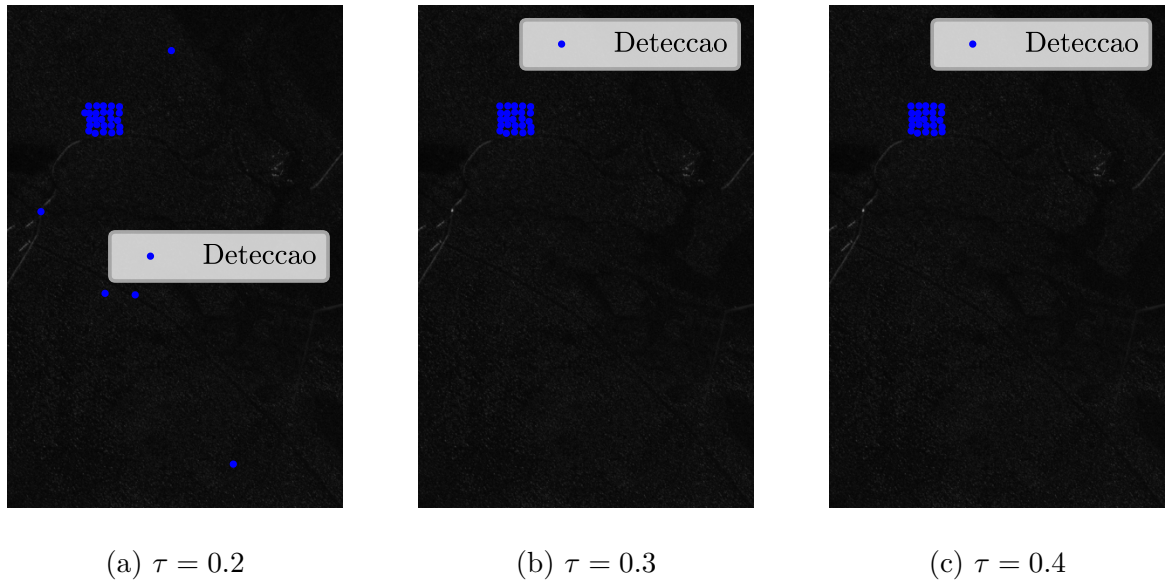 Deteccao
Deteccao
Deteccao
(a) τ = 0.2
(b) τ = 0.3
(c) τ = 0.4